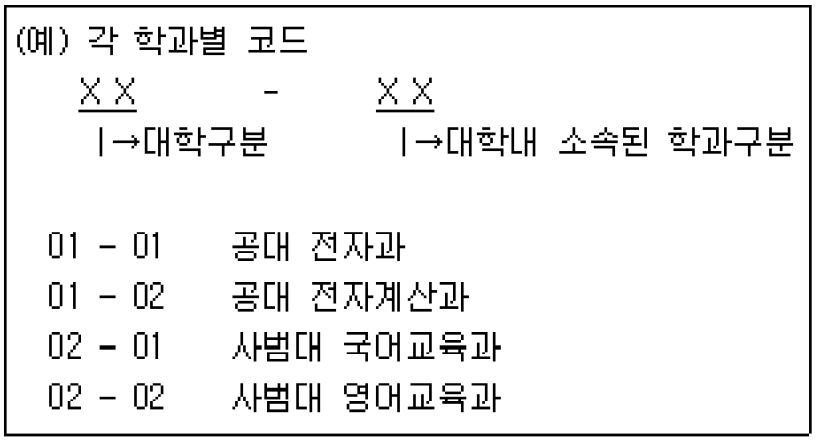 (예) 각 학과별 코드
X X - X X
|→대학구분 |→대학내 소속된 학과구분
01 - 01 공대 전자과
01 - 02 공대 전자계산과
02 - 01 사범대 국어교육과
02 - 02 사범대 영어교육과